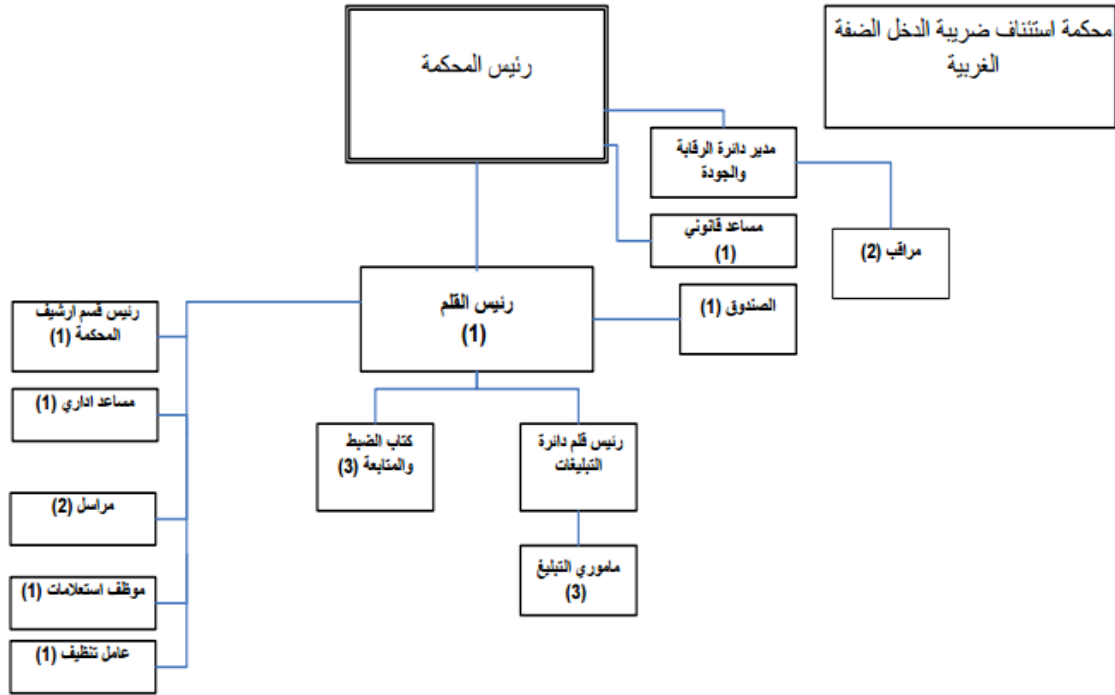 محكمة استئناف ضريبة الدخل الضفة
الغربية
رئيس المحكمة
مدير دائرة الرقابة
والجودة
مساعد قانوني
(1)
مراقب (2)
رئيس القلم
(1)
الصندوق (1)
رئيس قسم ارشيف
المحكمة (1)
مساعد اداري (1)
مراسل (2)
موظف استعلامات (1)
عامل تنظيف (1)
رئيس قلم دائرة
التبليغات
كتاب الضبط
والمتابعة (3)
ماموري التبليغ
(3)